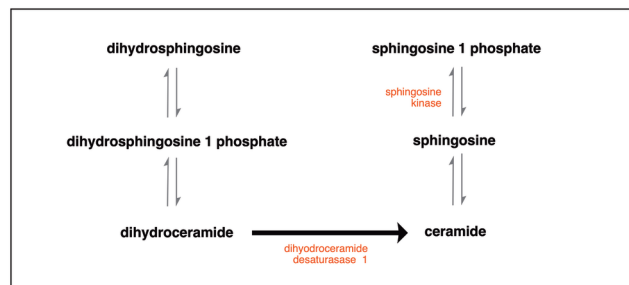 dihydrosphingosine
sphingosine 1 phosphate
sphingosine
kinase
dihydrosphingosine 1 phosphate
sphingosine
dihydroceramide
ceramide
dihyodroceramide
desaturasase 1